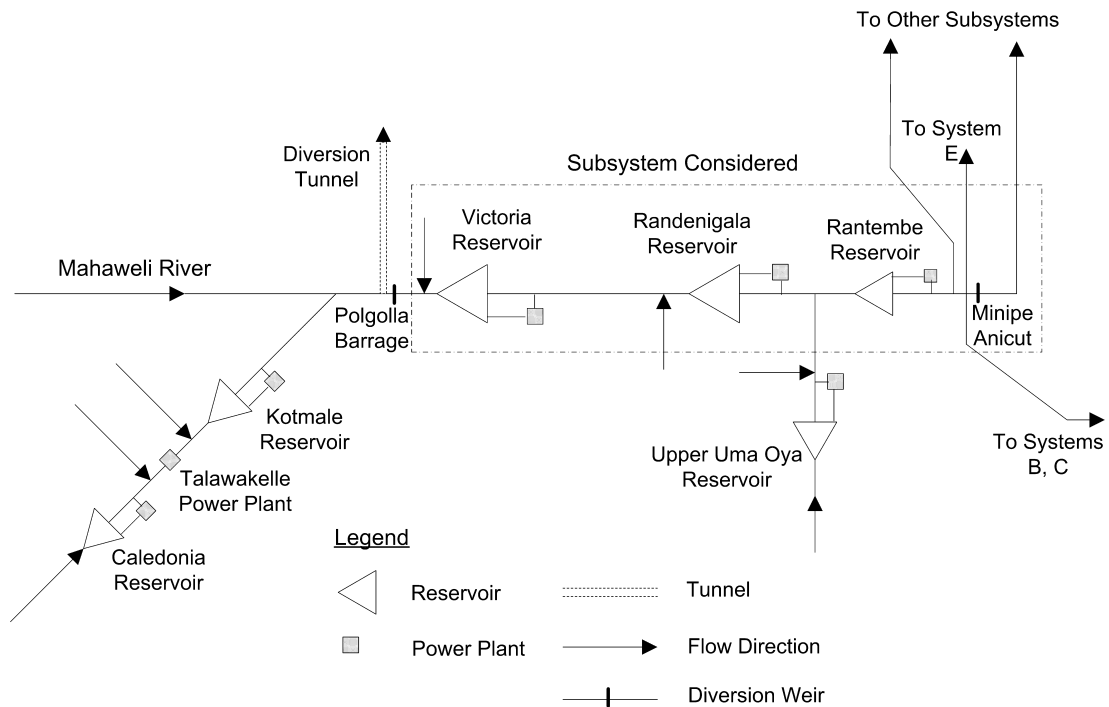 To Other Subsystems
To System
E
Diversion
Tunnel
Subsystem Considered
Victoria
Reservoir
Randenigala
Reservoir
Rantembe
Reservoir
Mahaweli River
Polgolla
Barrage
Minipe
Anicut
Kotmale
Reservoir
To Systems
B, C
Upper Uma Oya
Reservoir
Talawakelle
Power Plant
Caledonia
Reservoir
Legend
Reservoir
Tunnel
Power Plant
Flow Direction
Diversion Weir